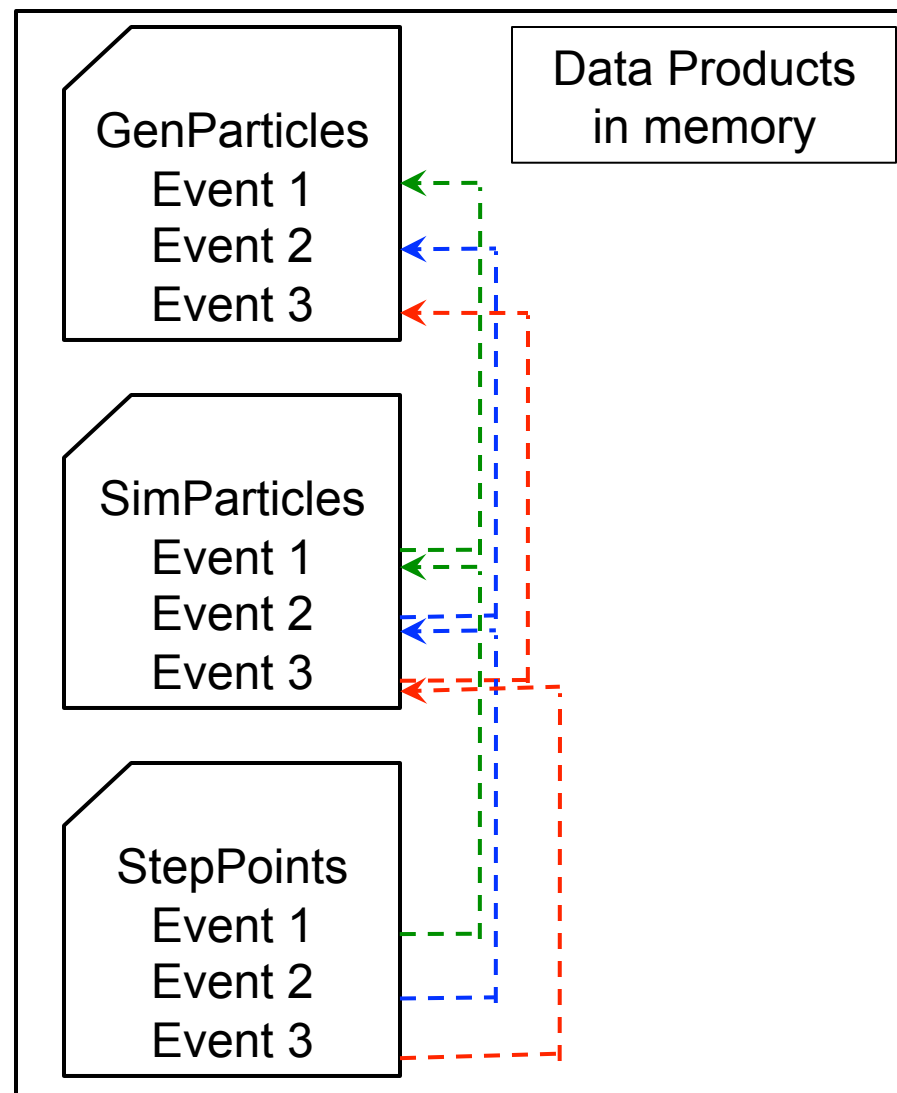 Data Products
in memory
GenParticles
Event 1
Event 2
Event 3
SimParticles
Event 1
Event 2
Event 3
StepPoints
Event 1
Event 2
Event 3